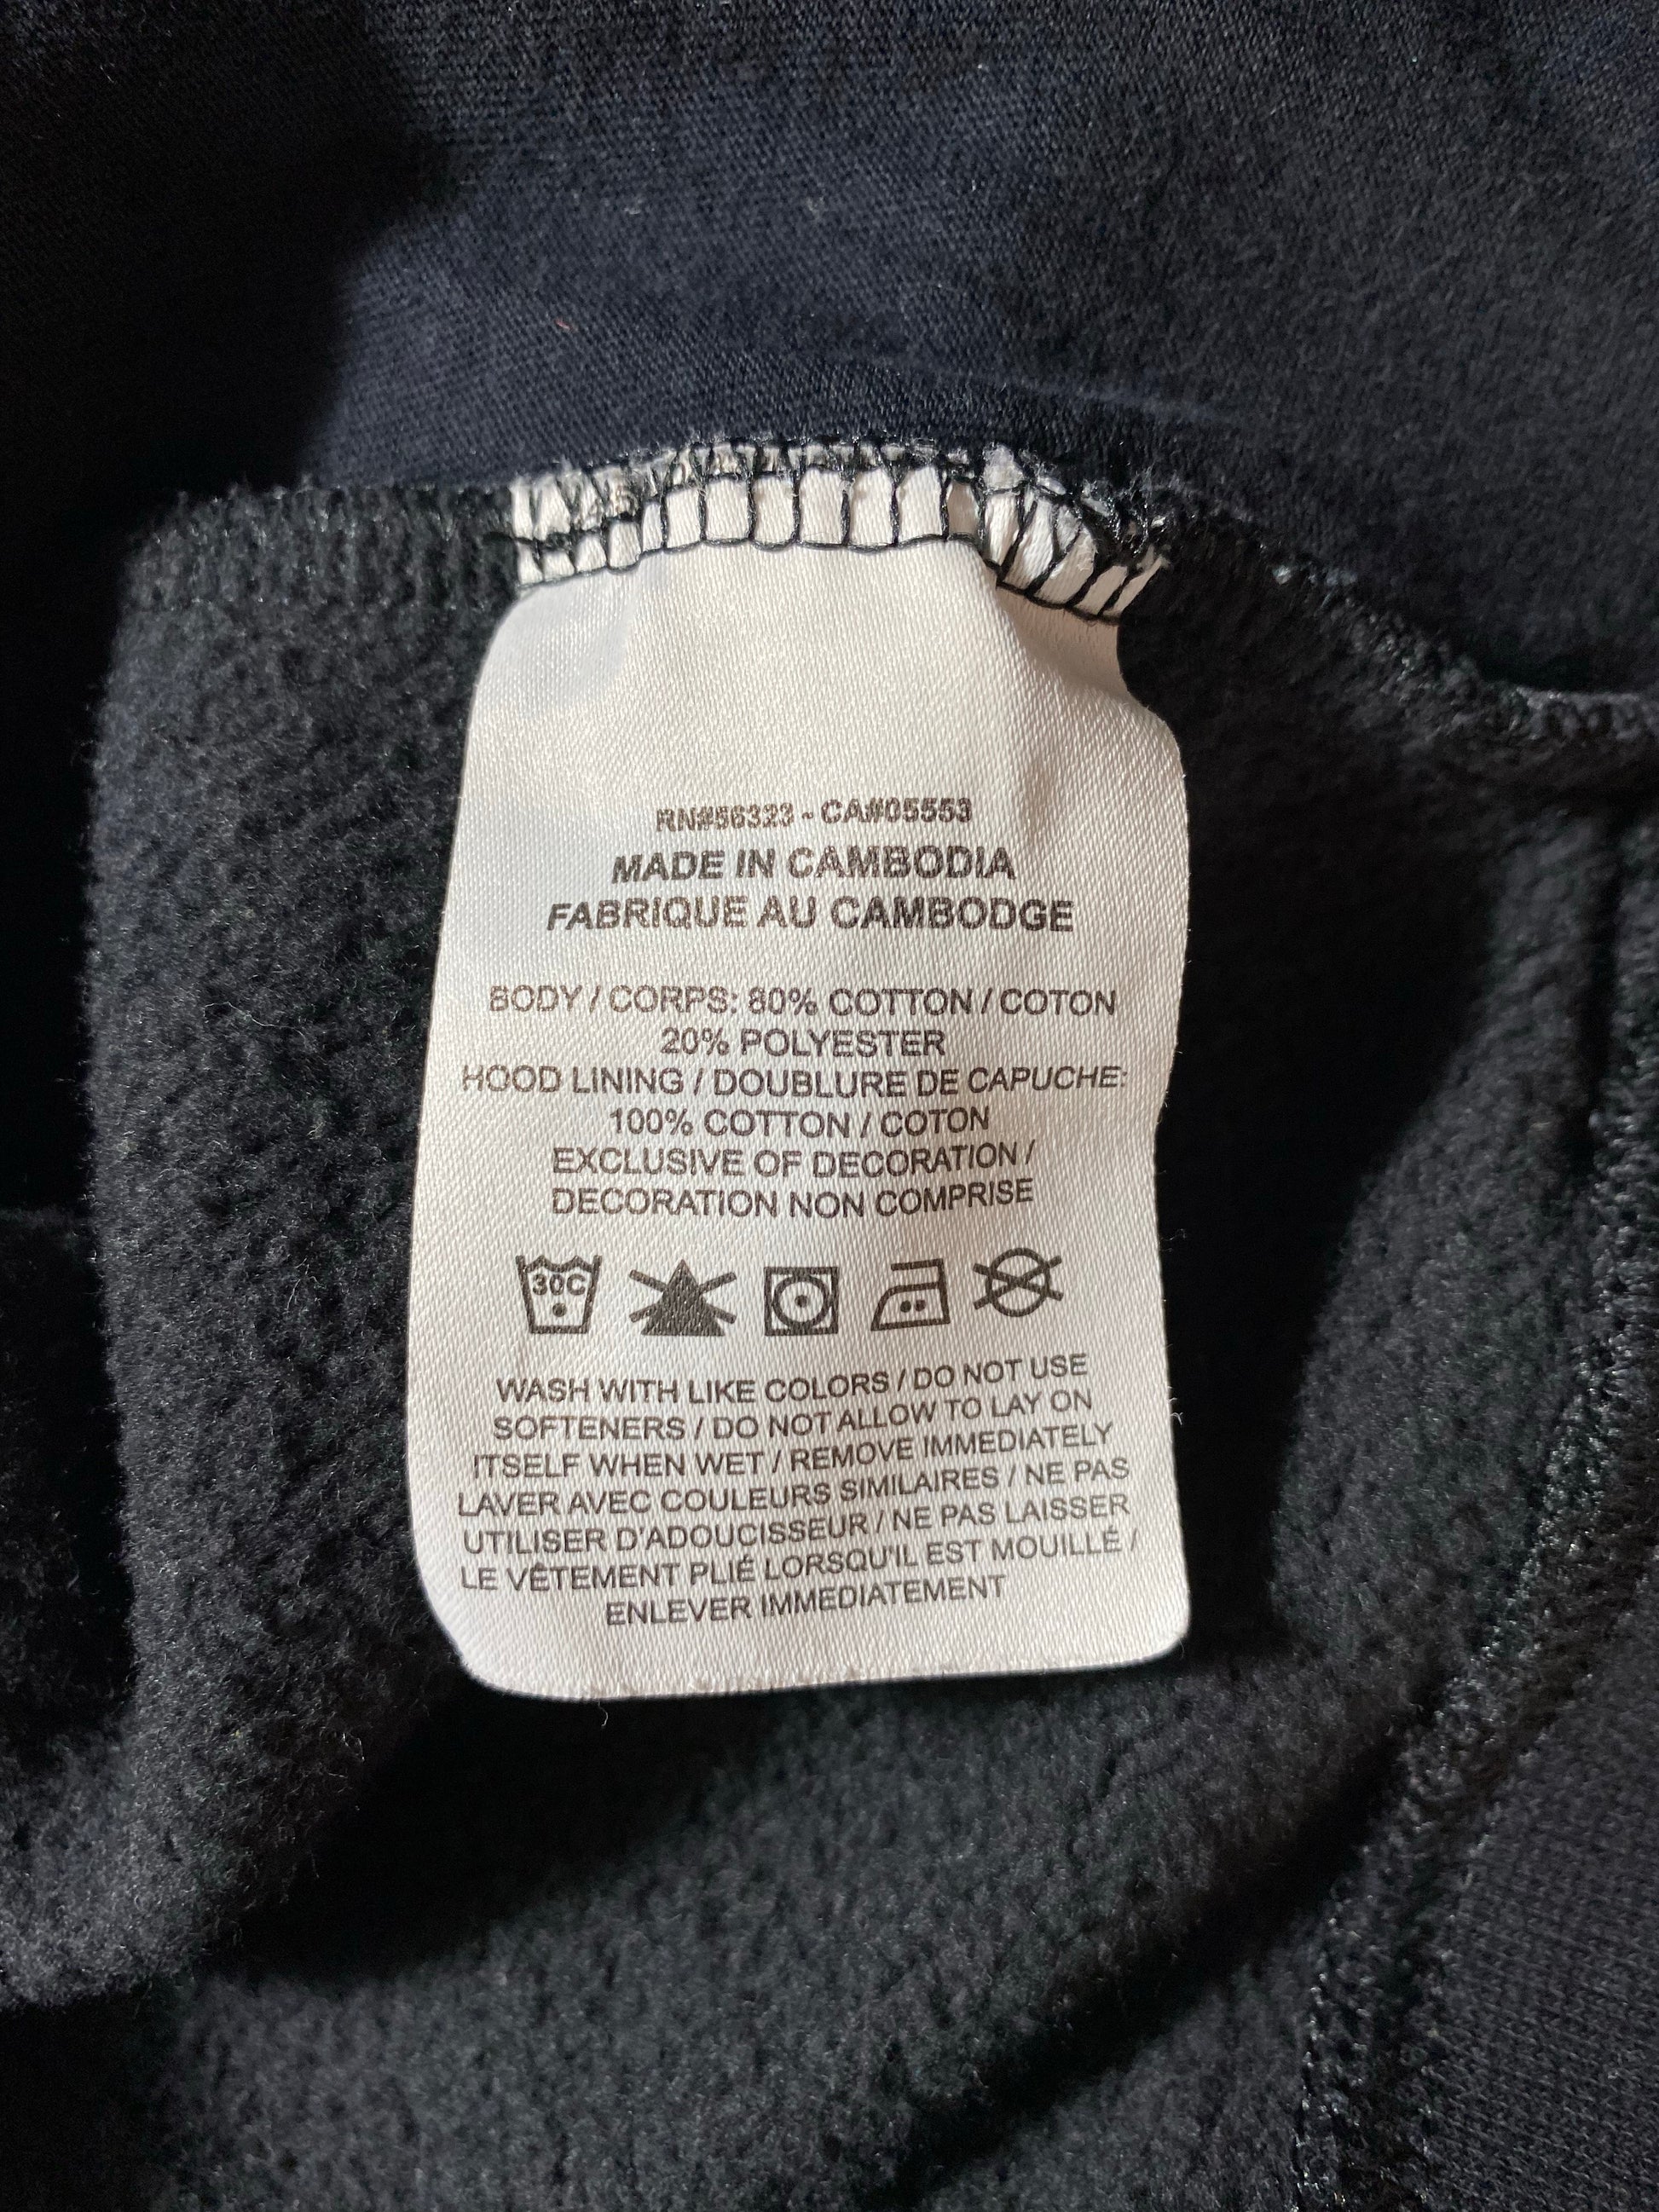 RN#56323 - CA#05553
MADE IN CAMBODIA
FABRIQUE AU CAMBODGE
BODY / CORPS: 80% COTTON / COTON
20% POLYESTER
HOOD LINING / DOUBLURE DE CAPUCHE:
100% COTTON / COTON
EXCLUSIVE OF DECORATION /
DECORATION NON COMPRISE
30C
WASH WITH LIKE COLORS / DO NOT USE
SOFTENERS / DO NOT ALLOW TO LAY ON
ITSELF WHEN WET / REMOVE IMMEDIATELY
LAVER AVEC COULEURS SIMILAIRES / NE PAS
UTILISER D'ADOUCISSEUR / NE PAS LAISSER
LE VÊTEMENT PLIÉ LORSQU'IL EST MOUILLÉ /
ENLEVER IMMEDIATEMENT